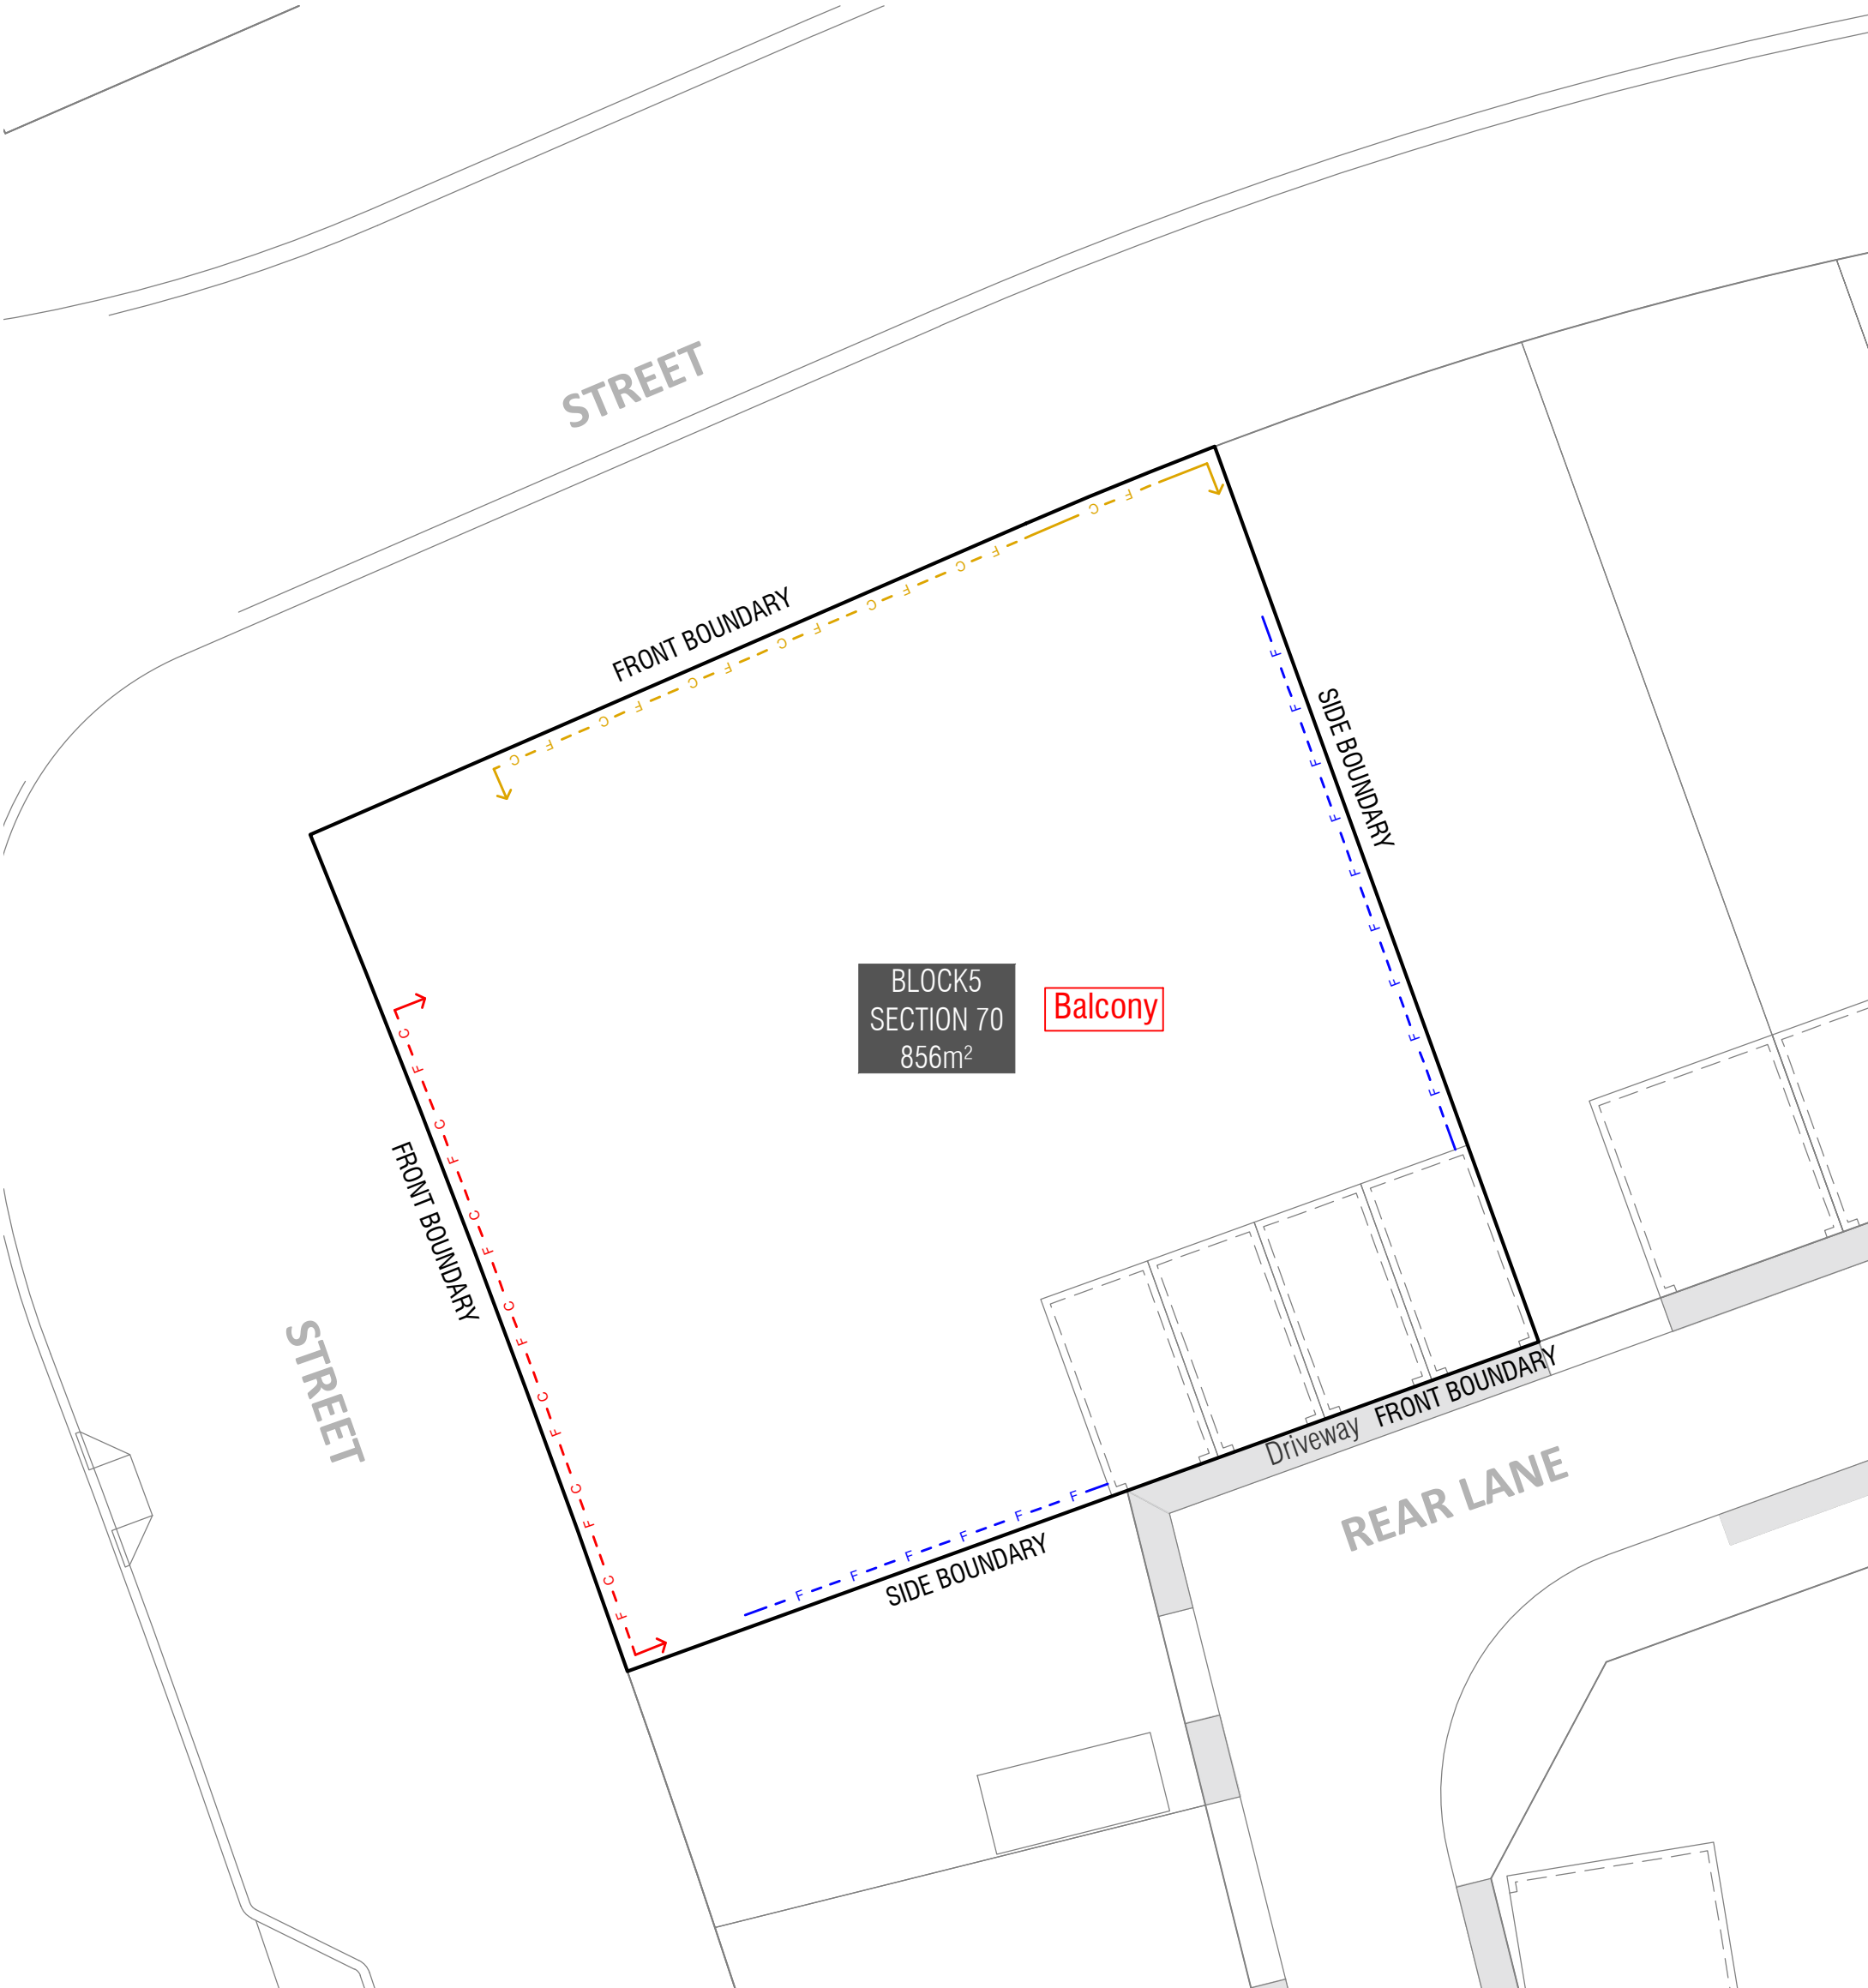 STREET
FRONT BOUNDARY
C F C F C F C F C F C F C F
SIDE BOUNDARY
F F F F F F F F F
BLOCK5
SECTION 70
856m²
Balcony
FRONT BOUNDARY
C F C F C F C F C F C F C F
STREET
FRONT BOUNDARY
Driveway
REAR LANE
F F F F F F
SIDE BOUNDARY